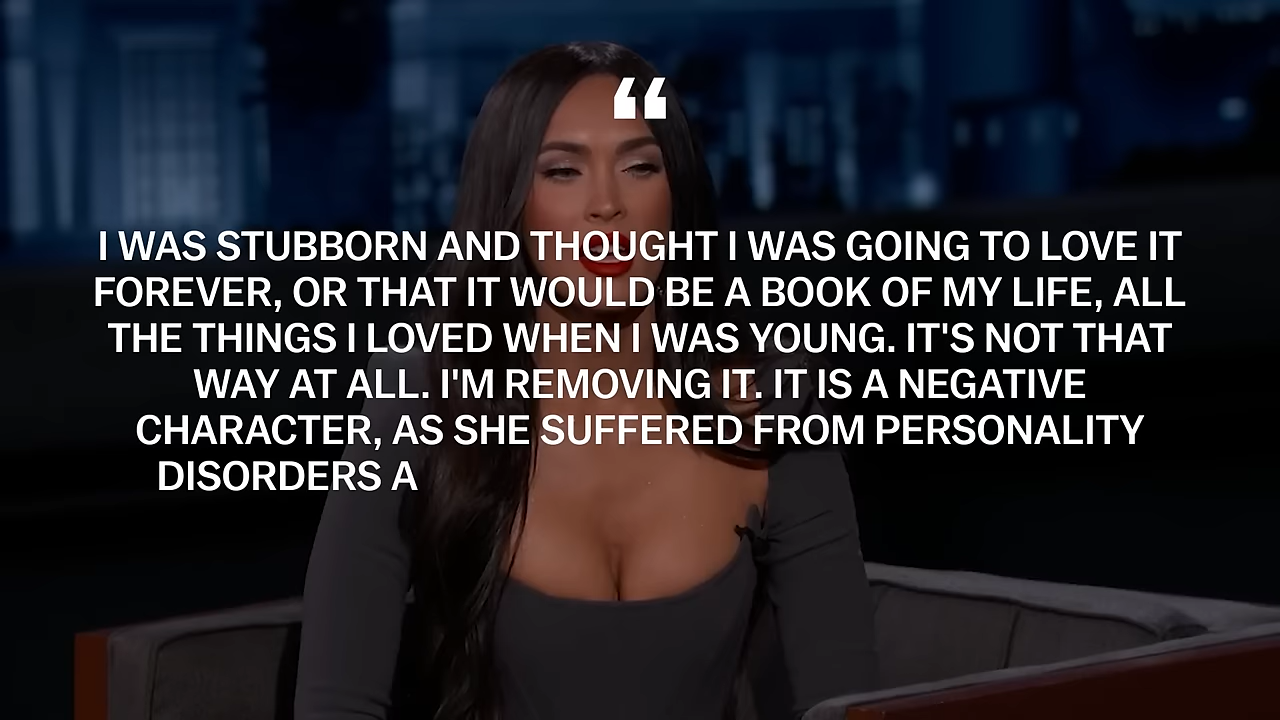 “
I WAS STUBBORN AND THOUGHT I WAS GOING TO LOVE IT
FOREVER, OR THAT IT WOULD BE A BOOK OF MY LIFE, ALL
THE THINGS I LOVED WHEN I WAS YOUNG. IT'S NOT THAT
WAY AT ALL. I'M REMOVING IT. IT IS A NEGATIVE
CHARACTER, AS SHE SUFFERED FROM PERSONALITY
DISORDERS A